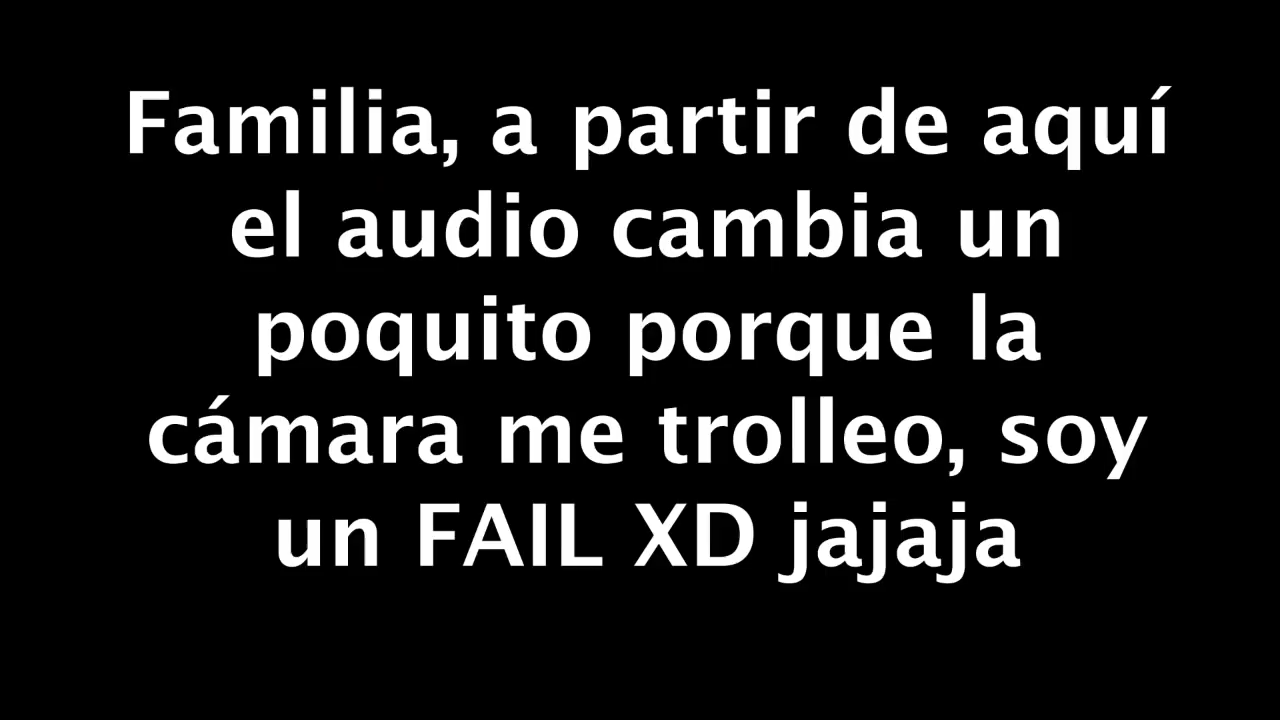 Familia, a partir de aquí
el audio cambia un
poquito porque la
cámara me trolleo, soy
un FAIL XD jajaja